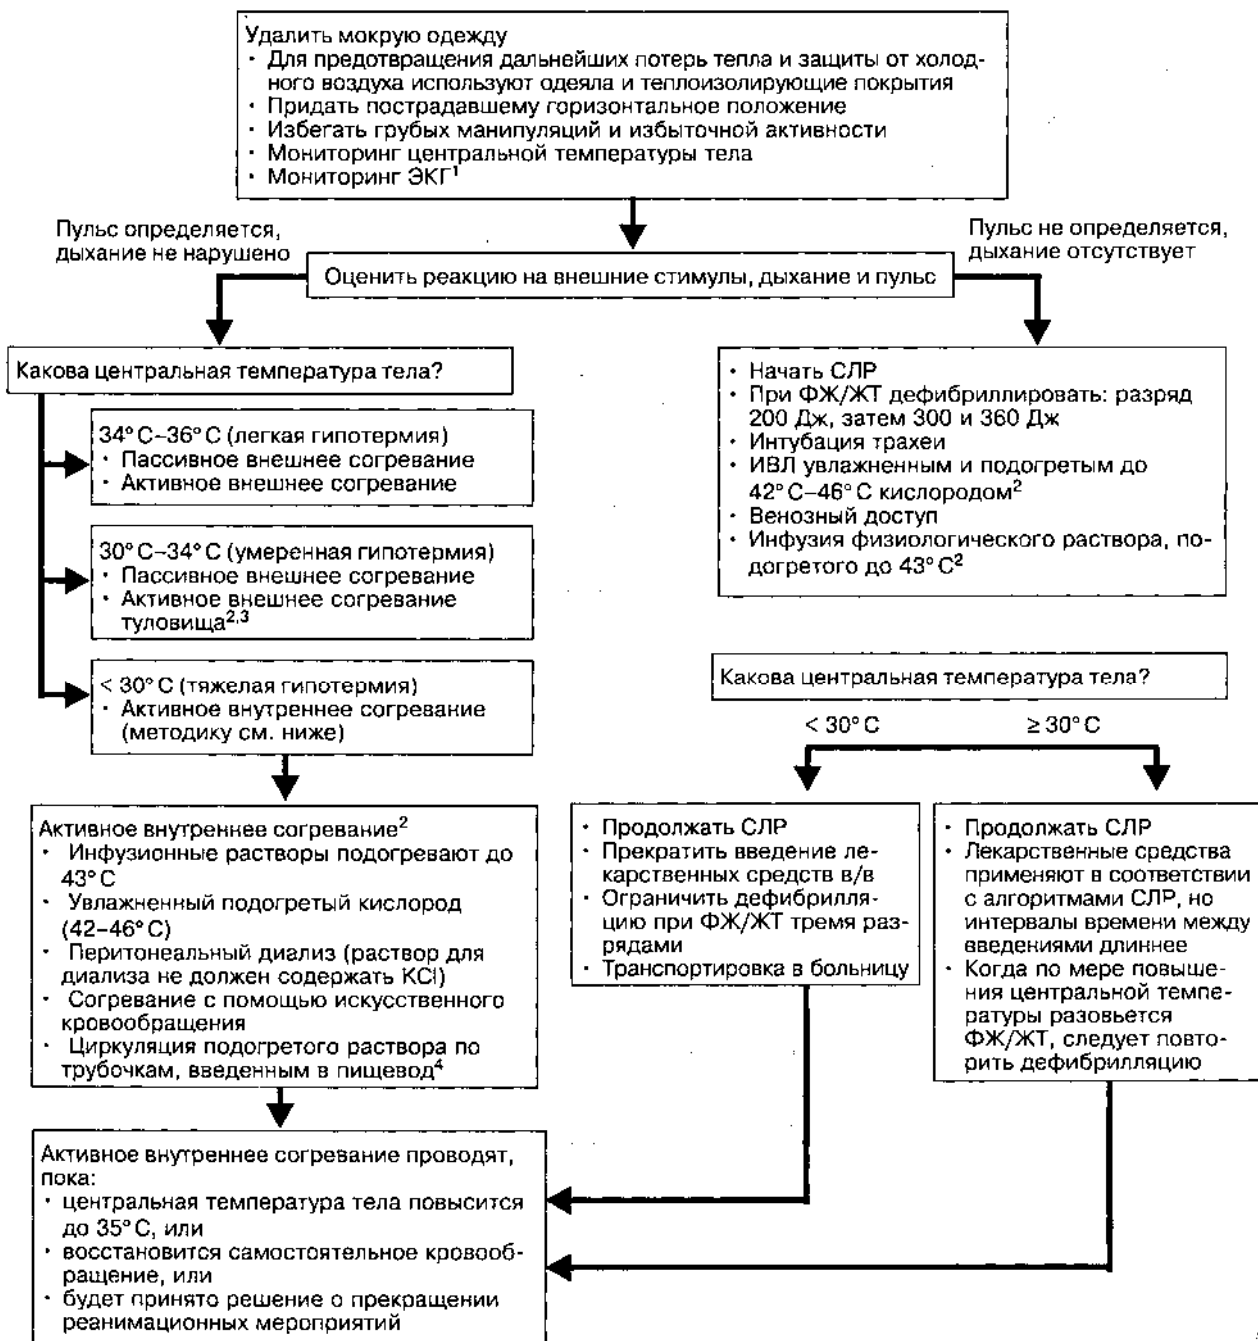 Удалить мокрую одежду
· Для предотвращения дальнейших потерь тепла и защиты от холод-
ного воздуха используют одеяла и теплоизолирующие покрытия
· Придать пострадавшему горизонтальное положение
· Избегать грубых манипуляций и избыточной активности
· Мониторинг центральной температуры тела
· Мониторинг ЭКГ¹
Пульс определяется,
дыхание не нарушено
Пульс не определяется,
дыхание отсутствует
Оценить реакцию на внешние стимулы, дыхание и пульс
Какова центральная температура тела?
34°C–36°C (легкая гипотермия)
· Пассивное внешнее согревание
· Активное внешнее согревание
30°C–34°C (умеренная гипотермия)
· Пассивное внешнее согревание
· Активное внешнее согревание
туловища²,³
< 30°C (тяжелая гипотермия)
· Активное внутреннее согревание
(методику см. ниже)
Активное внутреннее согревание²
· Инфузионные растворы подогревают до
43°C
· Увлажненный подогретый кислород
(42–46°C)
· Перитонеальный диализ (раствор для
диализа не должен содержать KCl)
· Согревание с помощью искусственного
кровообращения
· Циркуляция подогретого раствора по
трубочкам, введенным в пищевод⁴
Активное внутреннее согревание проводят,
пока:
· центральная температура тела повысится
до 35°C, или
· восстановится самостоятельное кровооб-
ращение, или
· будет принято решение о прекращении
реанимационных мероприятий
· Начать СЛР
· При ФЖ/ЖТ дефибриллировать: разряд
200 Дж, затем 300 и 360 Дж
· Интубация трахеи
· ИВЛ увлажненным и подогретым до
42°C–46°C кислородом²
· Венозный доступ
· Инфузия физиологического раствора, по-
догретого до 43°C²
Какова центральная температура тела?
< 30°C
≥ 30°C
· Продолжать СЛР
· Прекратить введение ле-
карственных средств в/в
· Ограничить дефибрилля-
цию при ФЖ/ЖТ тремя раз-
рядами
· Транспортировка в больницу
· Продолжать СЛР
· Лекарственные средства
применяют в соответствии
с алгоритмами СЛР, но
интервалы времени между
введениями длиннее
· Когда по мере повыше-
ния центральной темпе-
ратуры разовьется
ФЖ/ЖТ, следует повто-
рить дефибрилляцию